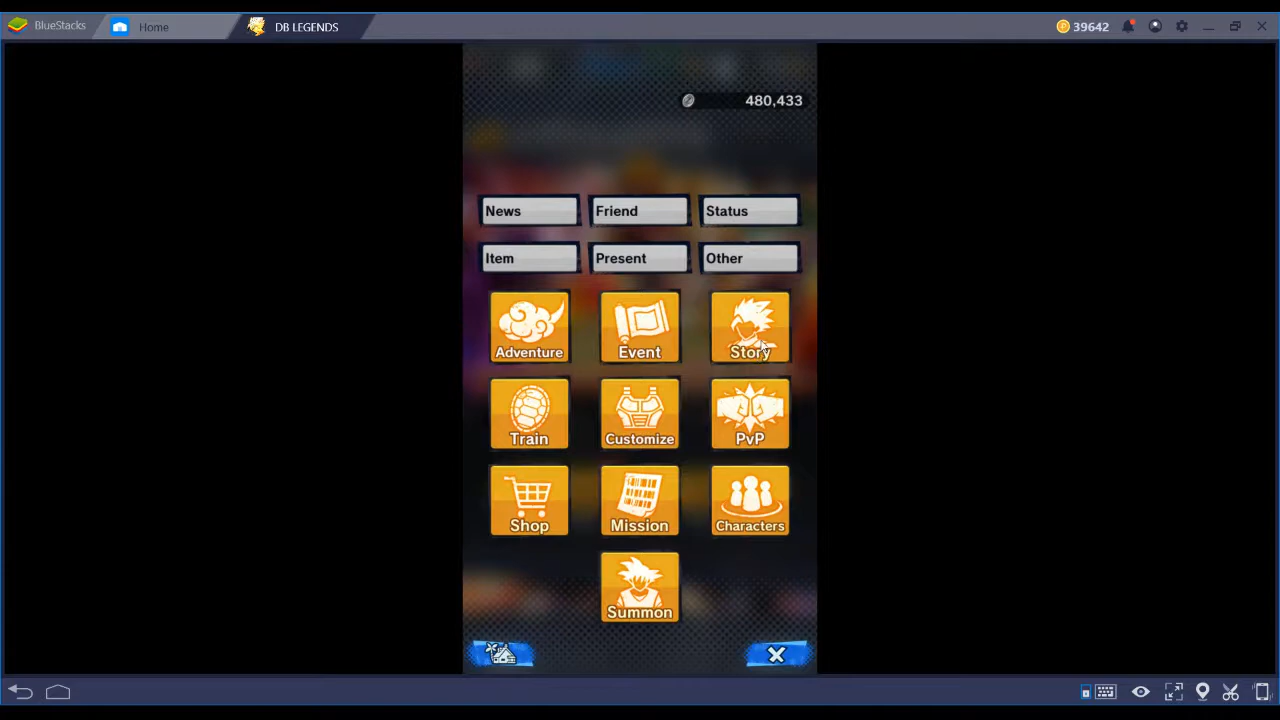 BlueStacks Home DB LEGENDS 39642
480,433
News Friend Status
Item Present Other
Adventure Event Story
Train Customize PvP
Shop Mission Characters
Summon